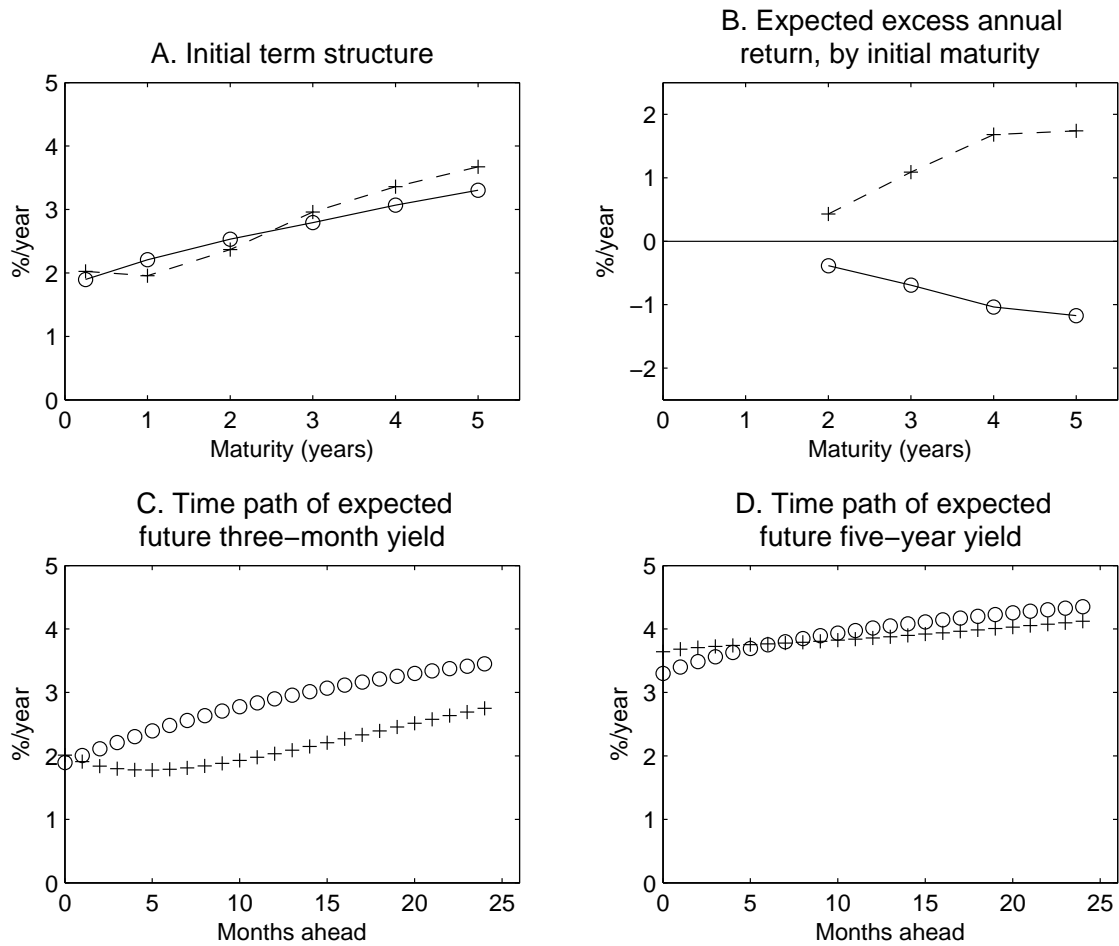 A. Initial term structure
5
4
3
2
1
0
%/year
0 1 2 3 4 5
Maturity (years)
B. Expected excess annual
return, by initial maturity
2
1
0
−1
−2
%/year
0 1 2 3 4 5
Maturity (years)
C. Time path of expected
future three−month yield
5
4
3
2
1
0
%/year
0 5 10 15 20 25
Months ahead
D. Time path of expected
future five−year yield
5
4
3
2
1
0
%/year
0 5 10 15 20 25
Months ahead